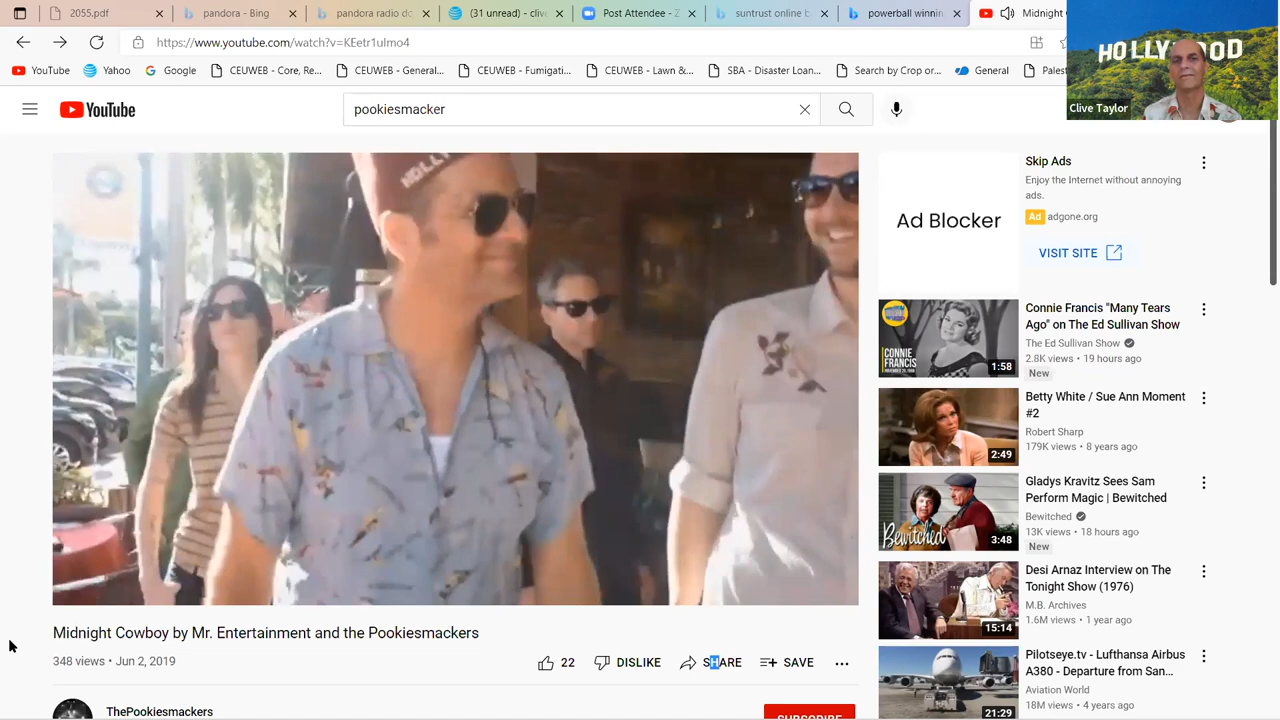 2055.pdf
pandora - Bing
pandora radio dc
(31 unread) - cliv
Post Attendee - Z
suntrust online b
powerball winnin
Midnight
https://www.youtube.com/watch?v=KEetr1uImo4
YouTube
Yahoo
Google
CEUWEB - Core, Re...
CEUWEB - General...
CEUWEB - Fumigati...
CEUWEB - Lawn &...
SBA - Disaster Loan...
Search by Crop or...
General
Palest
HOLLYWOOD
Clive Taylor
YouTube
pookiesmacker
Ad Blocker
Skip Ads
Enjoy the Internet without annoying
ads.
Ad adgone.org
VISIT SITE
CONNIE
FRANCIS
1:58
Connie Francis "Many Tears
Ago" on The Ed Sullivan Show
The Ed Sullivan Show
2.8K views • 19 hours ago
New
2:49
Betty White / Sue Ann Moment
#2
Robert Sharp
179K views • 8 years ago
Bewitched
3:48
Gladys Kravitz Sees Sam
Perform Magic | Bewitched
Bewitched
13K views • 18 hours ago
New
15:14
Desi Arnaz Interview on The
Tonight Show (1976)
M.B. Archives
1.6M views • 1 year ago
21:29
Pilotseye.tv - Lufthansa Airbus
A380 - Departure from San...
Aviation World
18M views • 4 years ago
Midnight Cowboy by Mr. Entertainment and the Pookiesmackers
348 views • Jun 2, 2019
22
DISLIKE
SHARE
SAVE
ThePookiesmackers
SUBSCRIBE